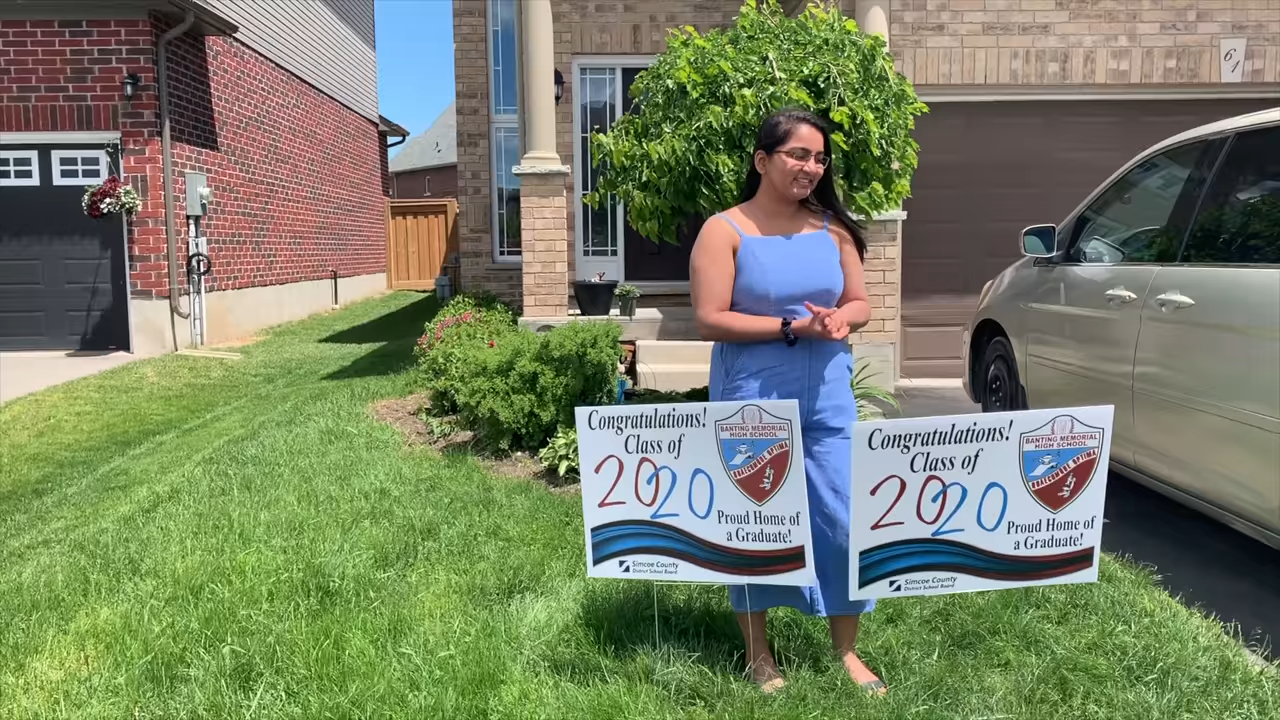 61
Congratulations!
Class of
2020
BANTING MEMORIAL
HIGH SCHOOL
Proud Home of
a Graduate!
Simcoe County
District School Board
Congratulations!
Class of
2020
BANTING MEMORIAL
HIGH SCHOOL
Proud Home of
a Graduate!
Simcoe County
District School Board